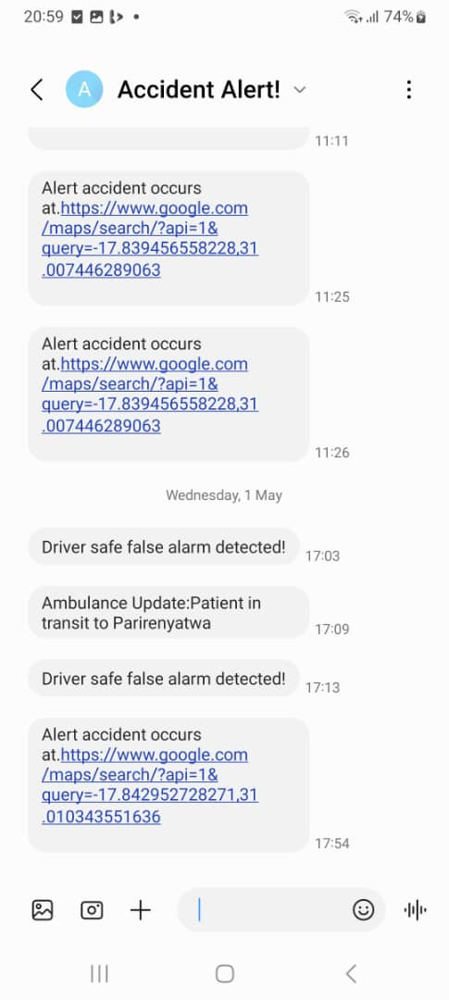 20:59
74%
A
Accident Alert!
11:11
Alert accident occurs
at.https://www.google.com
/maps/search/?api=1&
query=-17.839456558228,31
.007446289063
11:25
Alert accident occurs
at.https://www.google.com
/maps/search/?api=1&
query=-17.839456558228,31
.007446289063
11:26
Wednesday, 1 May
Driver safe false alarm detected!
17:03
Ambulance Update:Patient in
transit to Parirenyatwa
17:09
Driver safe false alarm detected!
17:13
Alert accident occurs
at.https://www.google.com
/maps/search/?api=1&
query=-17.842952728271,31
.010343551636
17:54